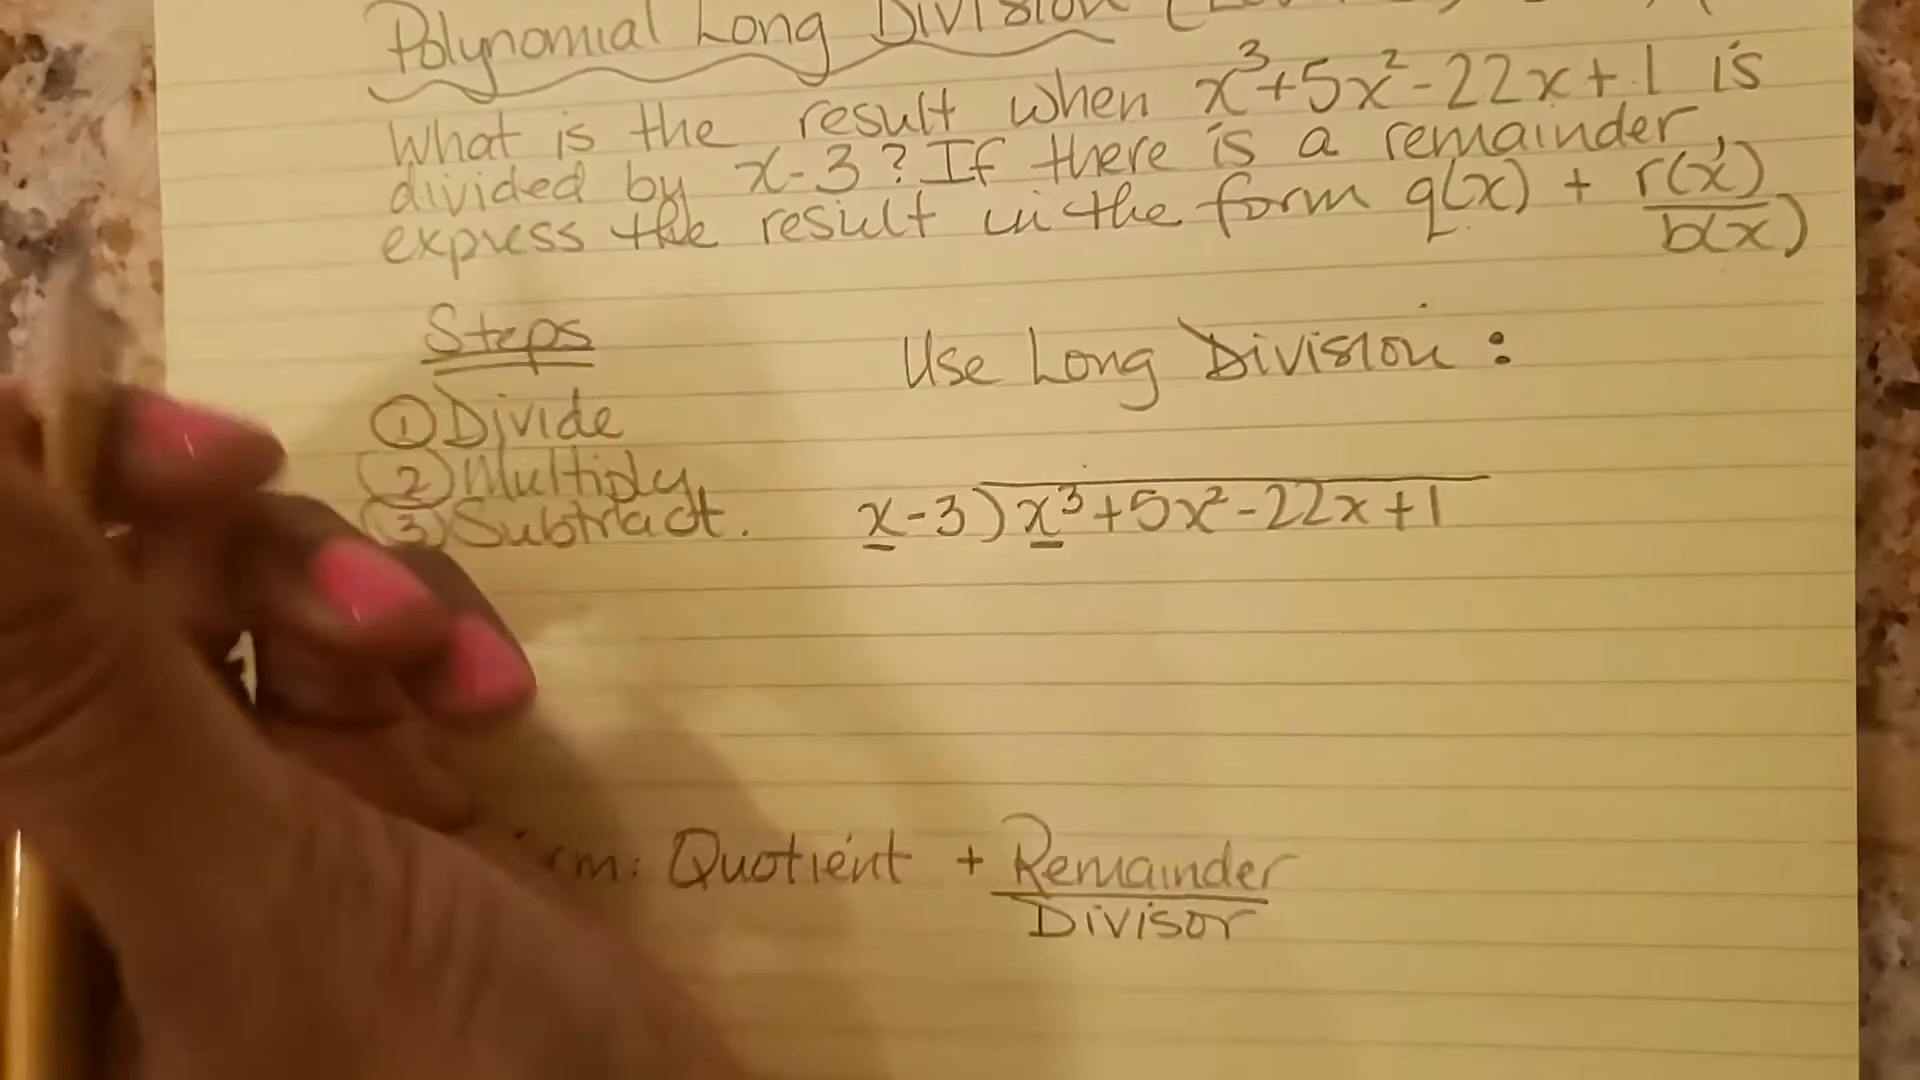 Polynomial Long Division
What is the result when x³+5x²-22x+1 is
divided by x-3? If there is a remainder,
express the result in the form q(x) + r(x)/b(x)
Steps
Use Long Division:
① Divide
② Multiply
③ Subtract.
x-3)x³+5x²-22x+1
Quotient + Remainder
Divisor